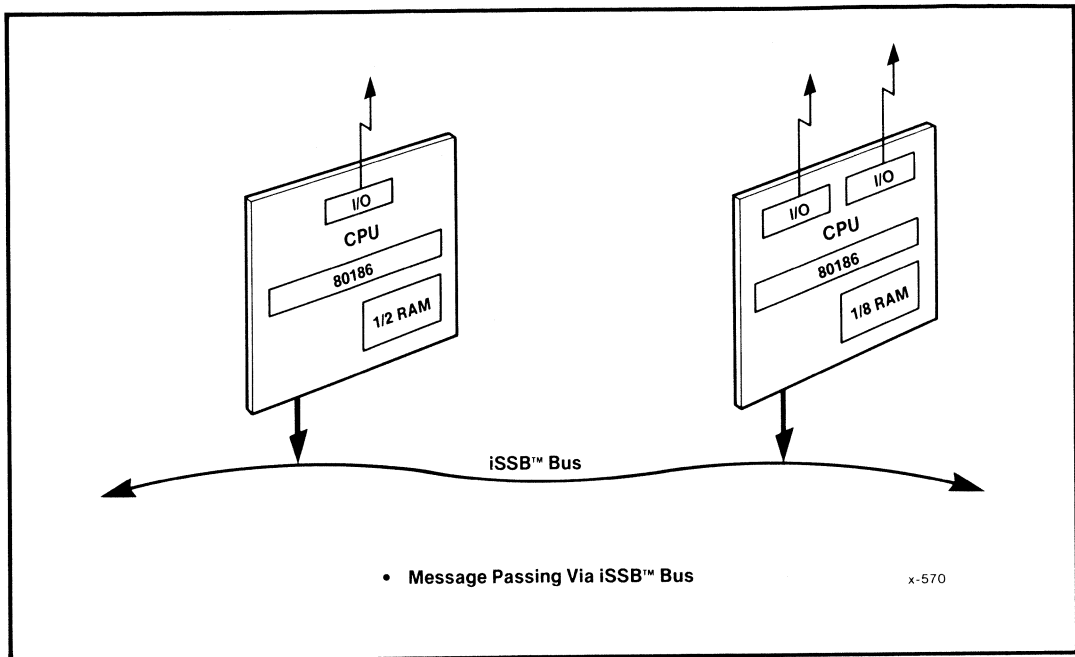 I/O
CPU
80186
1/2 RAM
I/O
I/O
CPU
80186
1/8 RAM
iSSB™ Bus
• Message Passing Via iSSB™ Bus
x-570